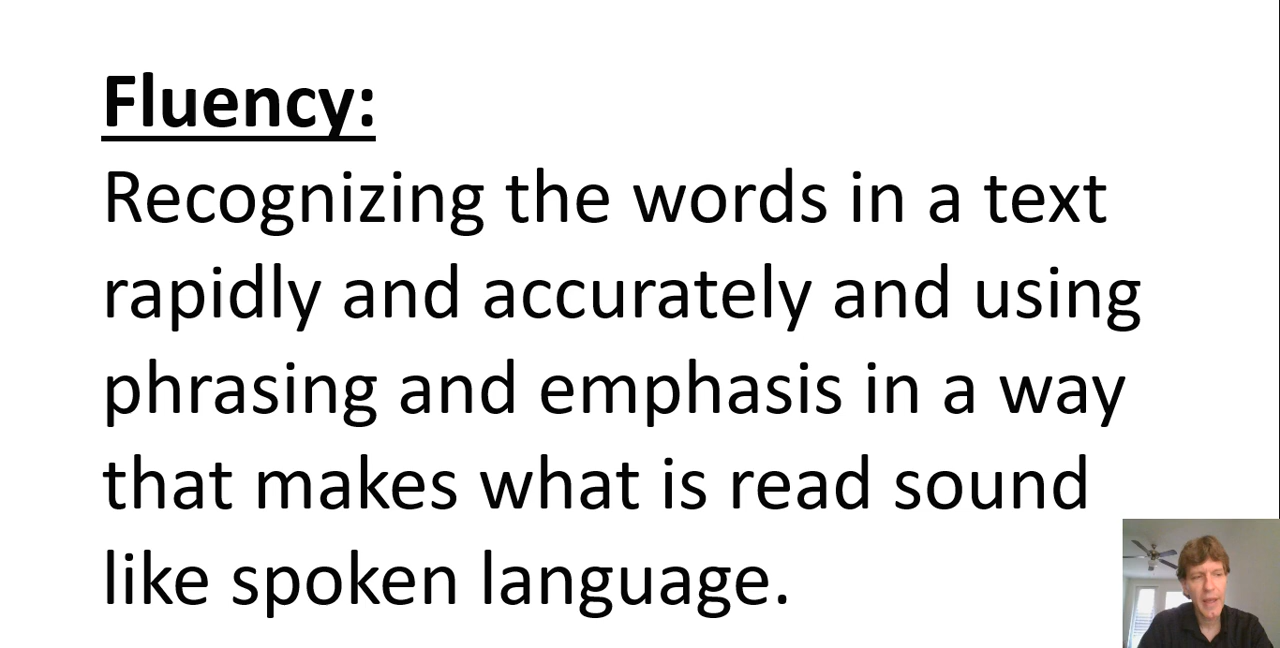 Fluency:
Recognizing the words in a text
rapidly and accurately and using
phrasing and emphasis in a way
that makes what is read sound
like spoken language.